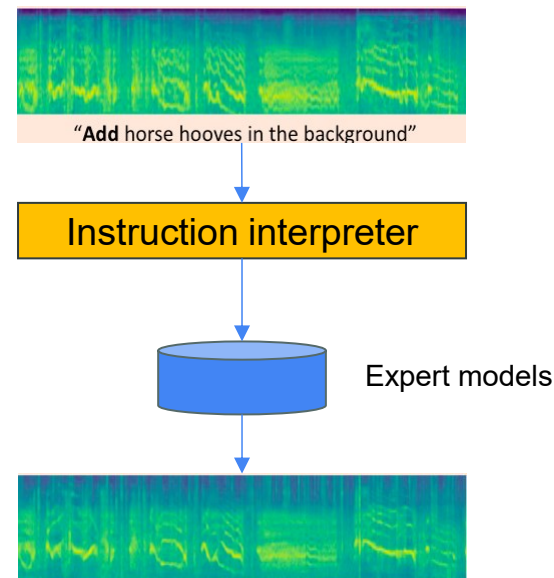 “Add horse hooves in the background”
Instruction interpreter
Expert models